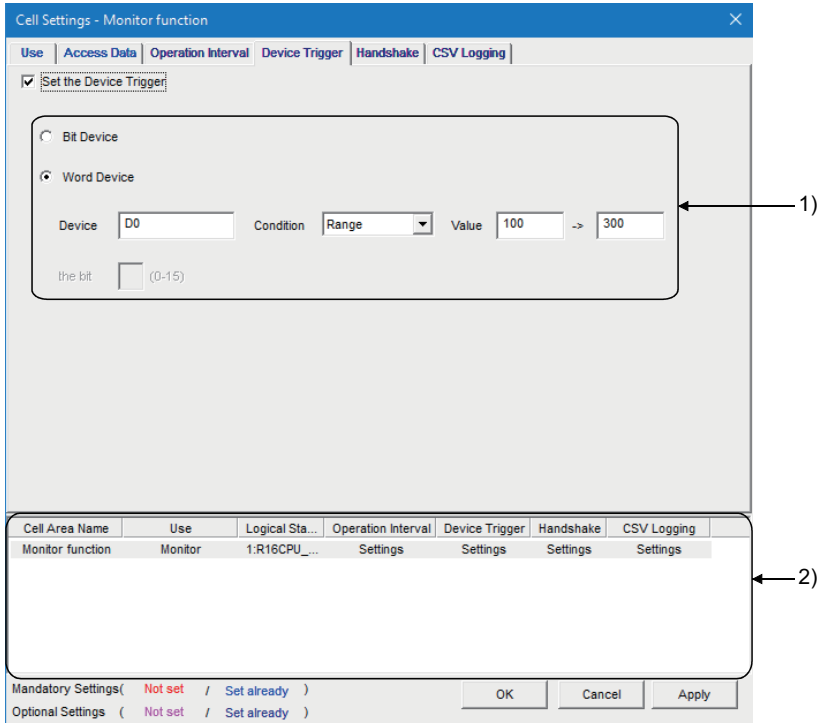 Cell Settings - Monitor function
Use Access Data Operation Interval Device Trigger Handshake CSV Logging
Set the Device Trigger
Bit Device
Word Device
1)
Device D0 Condition Range Value 100 -> 300
the bit (0-15)
Cell Area Name Use Logical Sta... Operation Interval Device Trigger Handshake CSV Logging
Monitor function Monitor 1:R16CPU_... Settings Settings Settings Settings
2)
Mandatory Settings( Not set / Set already )
Optional Settings ( Not set / Set already )
OK Cancel Apply